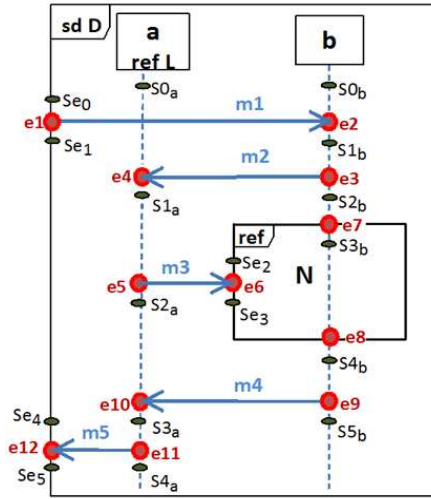 sd D
a
ref L
b
Se0
S0a
S0b
e1
m1
e2
Se1
S1b
m2
e4
e3
S1a
S2b
e7
ref
S3b
Se2
N
m3
e5
e6
S2a
Se3
e8
S4b
m4
e10
e9
Se4
S3a
S5b
m5
e12
e11
Se5
S4a